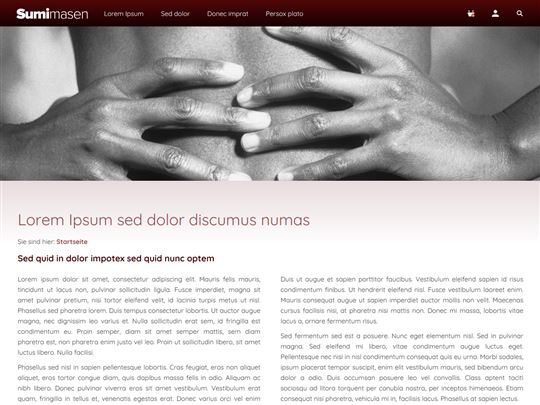 Sumimasen
Lorem Ipsum
Sed dolor
Donec imprat
Persox plato
Lorem Ipsum sed dolor discumus numas
Sie sind hier: Startseite
Sed quid in dolor impotex sed quid nunc optem
Lorem ipsum dolor sit amet, consectetur adipiscing elit. Mauris felis mauris,
tincidunt ut lacus non, pulvinar sollicitudin ligula. Fusce imperdiet, magna sit
amet pulvinar pretium, nisi tortor eleifend velit, id lacinia turpis metus ut nisl.
Phasellus sed pharetra lorem. Duis tempus consectetur lobortis. Ut auctor augue
magna, nec dignissim leo varius et. Nulla sollicitudin erat sem, id fringilla est
condimentum eu. Proin semper, diam sit amet semper mattis, sem diam
pharetra est, non pharetra enim justo vel leo. Proin ut sollicitudin libero, sit amet
luctus libero. Nulla facilisi.
Phasellus sed nisl in sapien pellentesque lobortis. Cras feugiat, eros non aliquet
aliquet, eros tortor congue diam, quis dapibus massa felis in odio. Aliquam ac
nibh libero. Donec imperdiet vivamus libero et varius. Vestibulum vestibulum erat
quam, fringilla in tellus et, venenatis egestas erat. Donec ut diam vel enim
Duis ut augue et sapien porttitor faucibus. Vestibulum eleifend sapien id risus
condimentum finibus. Ut hendrerit eleifend nisl. Fusce vestibulum laoreet enim.
Mauris consequat augue ut sapien imperdiet auctor mollis non velit. Maecenas
cursus facilisis nisi, at pharetra nisi mattis non. Donec mi massa, lobortis vitae
lacus a, ornare fermentum risus.
Sed fermentum sed est a posuere. Nunc eget elementum nisl. Sed in pulvinar
magna. Sed eleifend mi libero, vitae condimentum augue luctus eget.
Pellentesque nec nisi in nisl condimentum consequat quis eu urna. Morbi sodales,
ipsum placerat tempor suscipit, enim elit vestibulum mauris, sed bibendum arcu
dolor a odio. Duis accumsan posuere leo vel convallis. Class aptent taciti
sociosqu ad litora torquent per conubia nostra, per inceptos himenaeos. Donec
consequat nisi pharetra, vehicula mi in, facilisis lectus. Quisque sit amet lectus